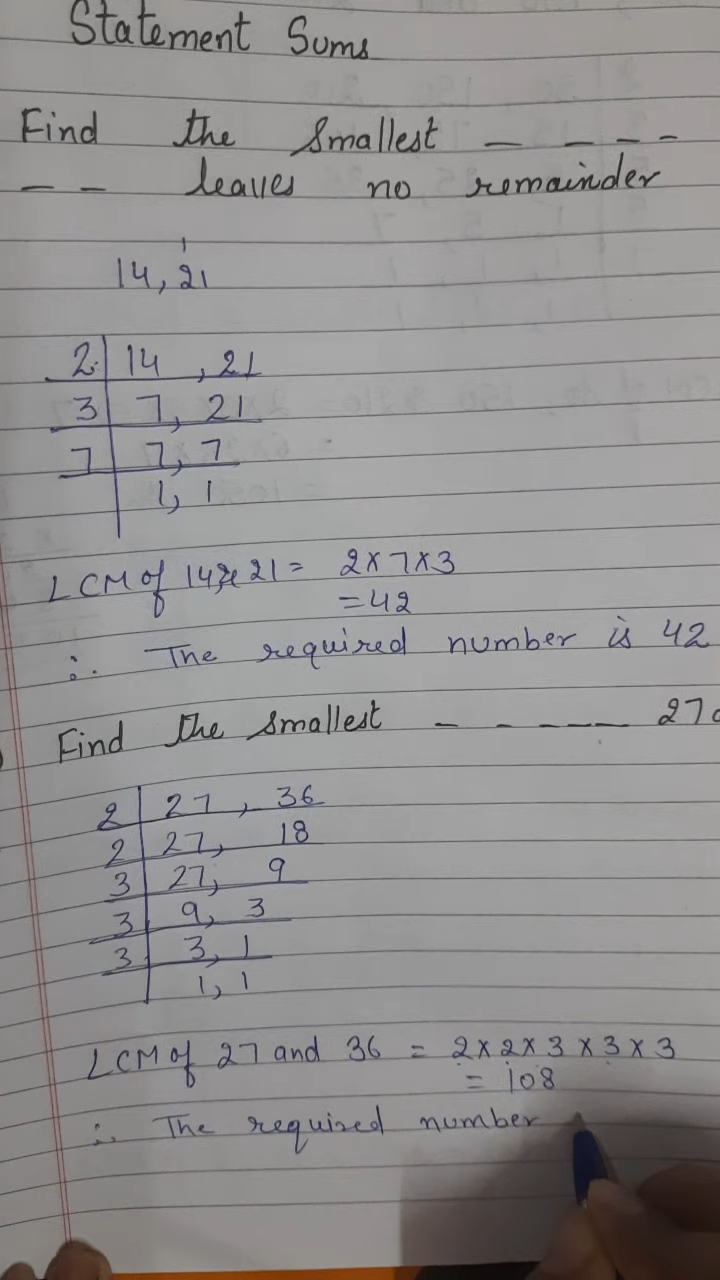 Statement Sums
Find the smallest _ _ _ _
_ _ leaves no remainder
14, 21
2 14 , 21
3 7, 21
7 7, 7
1, 1
LCM of 14 & 21 = 2 x 7 x 3
= 42
∴ The required number is 42
Find the smallest _ _ _ _ _ 27
2 27 , 36
2 27, 18
3 27, 9
3 9, 3
3 3, 1
1, 1
LCM of 27 and 36 = 2 x 2 x 3 x 3 x 3
= 108
∴ The required number